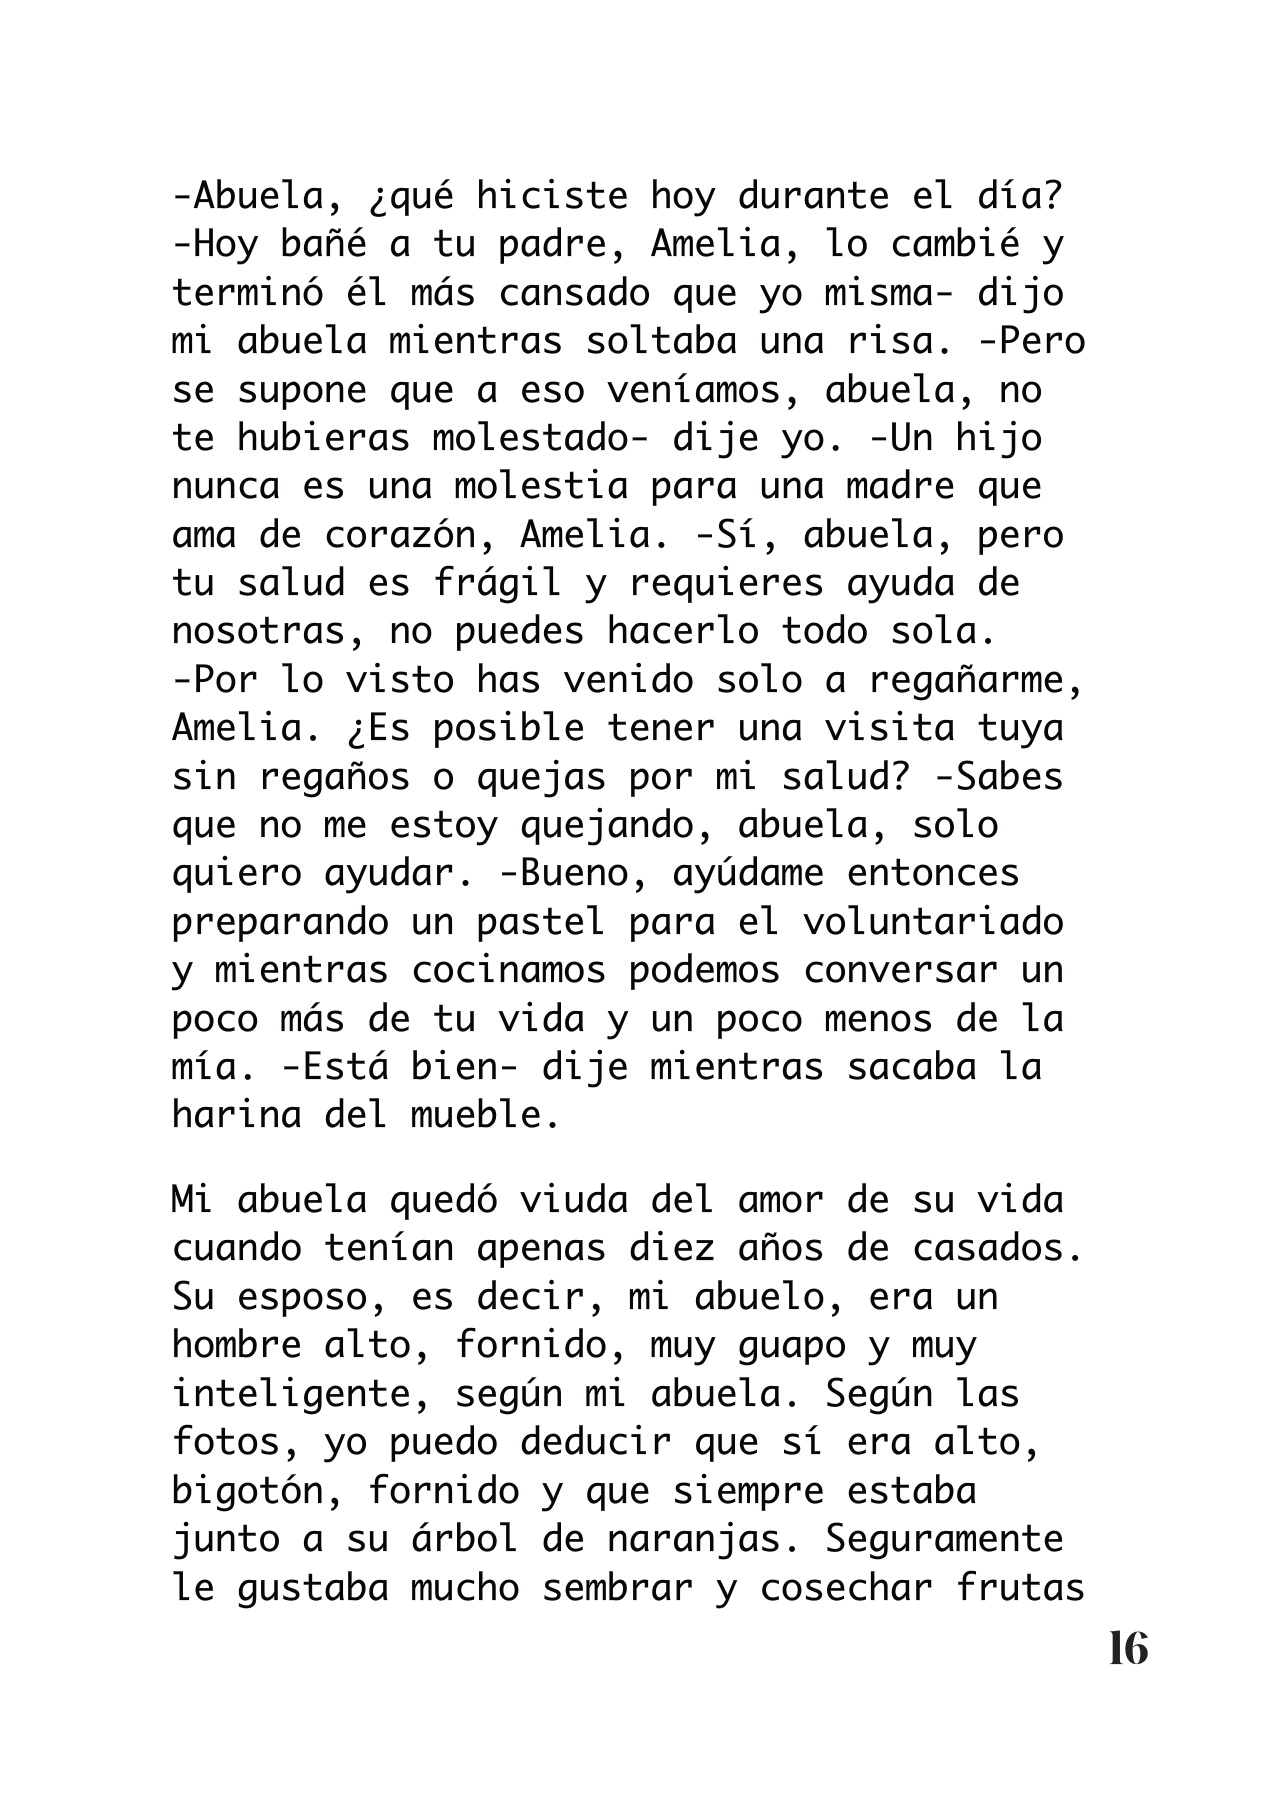 -Abuela, ¿qué hiciste hoy durante el día?
-Hoy bañé a tu padre, Amelia, lo cambié y
terminó él más cansado que yo misma- dijo
mi abuela mientras soltaba una risa. -Pero
se supone que a eso veníamos, abuela, no
te hubieras molestado- dije yo. -Un hijo
nunca es una molestia para una madre que
ama de corazón, Amelia. -Sí, abuela, pero
tu salud es frágil y requieres ayuda de
nosotras, no puedes hacerlo todo sola.
-Por lo visto has venido solo a regañarme,
Amelia. ¿Es posible tener una visita tuya
sin regaños o quejas por mi salud? -Sabes
que no me estoy quejando, abuela, solo
quiero ayudar. -Bueno, ayúdame entonces
preparando un pastel para el voluntariado
y mientras cocinamos podemos conversar un
poco más de tu vida y un poco menos de la
mía. -Está bien- dije mientras sacaba la
harina del mueble.
Mi abuela quedó viuda del amor de su vida
cuando tenían apenas diez años de casados.
Su esposo, es decir, mi abuelo, era un
hombre alto, fornido, muy guapo y muy
inteligente, según mi abuela. Según las
fotos, yo puedo deducir que sí era alto,
bigotón, fornido y que siempre estaba
junto a su árbol de naranjas. Seguramente
le gustaba mucho sembrar y cosechar frutas
16